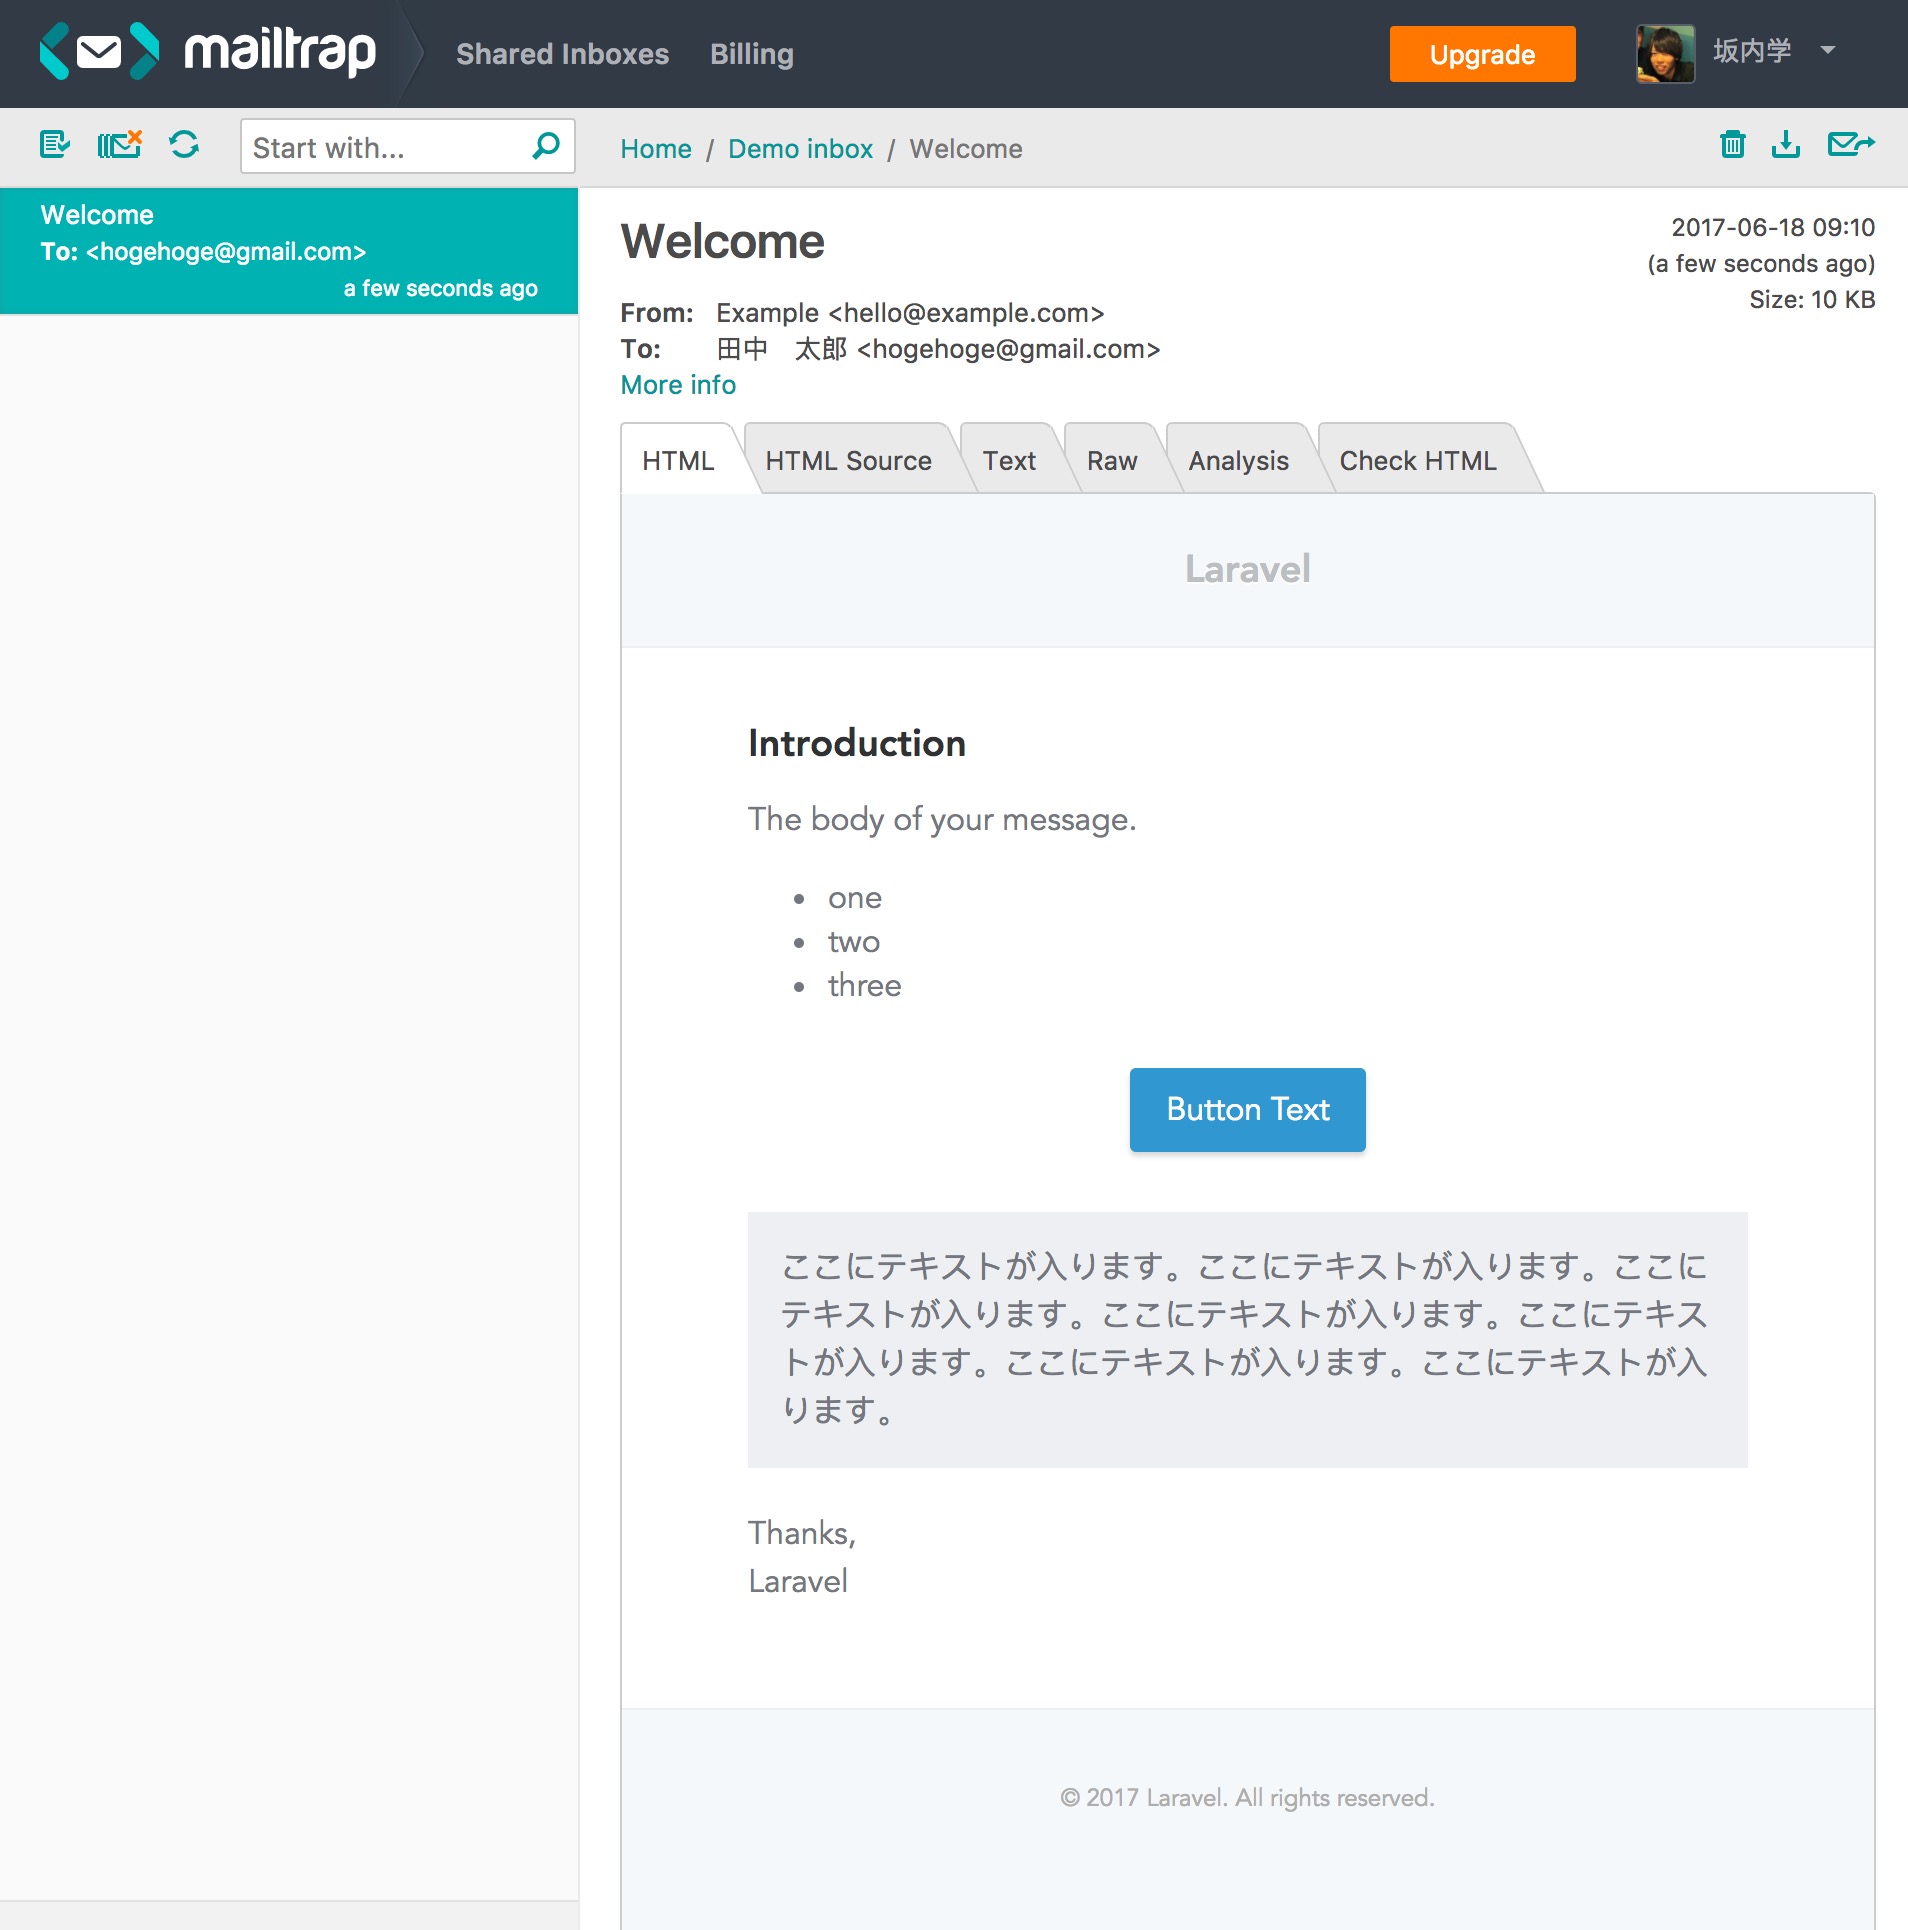 mailtrap Shared Inboxes Billing Upgrade 坂内学
Start with... Home / Demo inbox / Welcome
Welcome
To: <hogehoge@gmail.com>
a few seconds ago
Welcome
2017-06-18 09:10
(a few seconds ago)
Size: 10 KB
From: Example <hello@example.com>
To: 田中　太郎 <hogehoge@gmail.com>
More info
HTML HTML Source Text Raw Analysis Check HTML
Laravel
Introduction
The body of your message.
• one
• two
• three
Button Text
ここにテキストが入ります。ここにテキストが入ります。ここに
テキストが入ります。ここにテキストが入ります。ここにテキス
トが入ります。ここにテキストが入ります。ここにテキストが入
ります。
Thanks,
Laravel
© 2017 Laravel. All rights reserved.